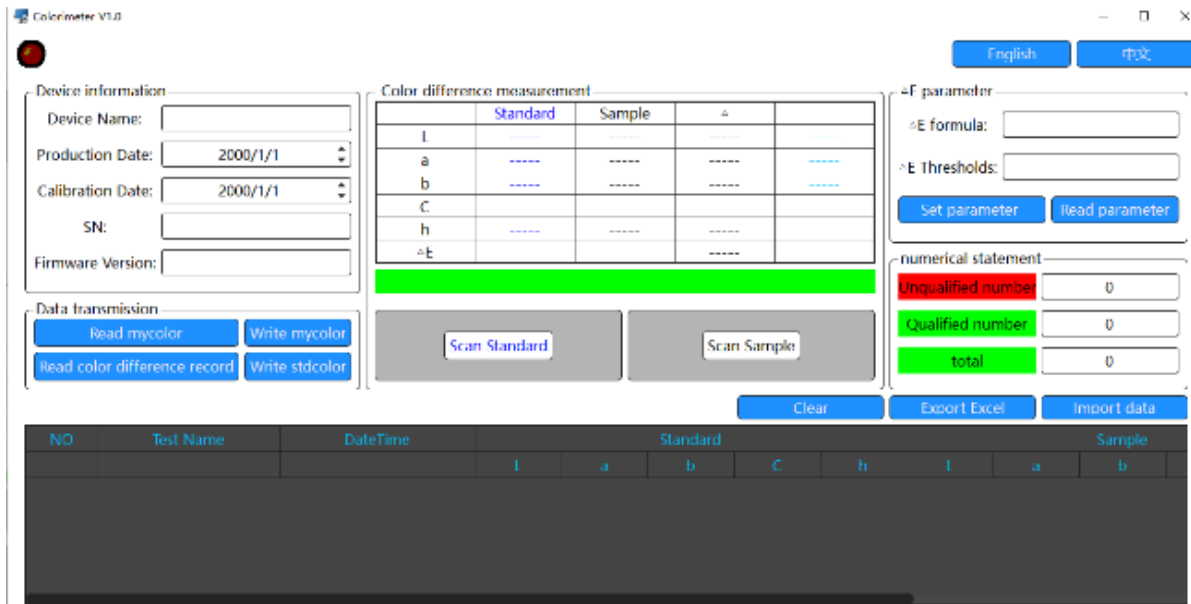 Colorimeter V1.0
English 中文
Device information
Device Name:
Production Date: 2000/1/1
Calibration Date: 2000/1/1
SN:
Firmware Version:
Data transmission
Read mycolor Write mycolor
Read color difference record Write stdcolor
Color difference measurement
Standard Sample △
L ----- ----- ----- -----
a ----- ----- ----- -----
b ----- ----- ----- -----
C
h ----- ----- -----
△E -----
Scan Standard Scan Sample
△E parameter
△E formula:
△E Thresholds:
Set parameter Read parameter
numerical statement
Unqualified number 0
Qualified number 0
total 0
Clear Export Excel Import data
NO Test Name DateTime Standard Sample
L a b C h L a b